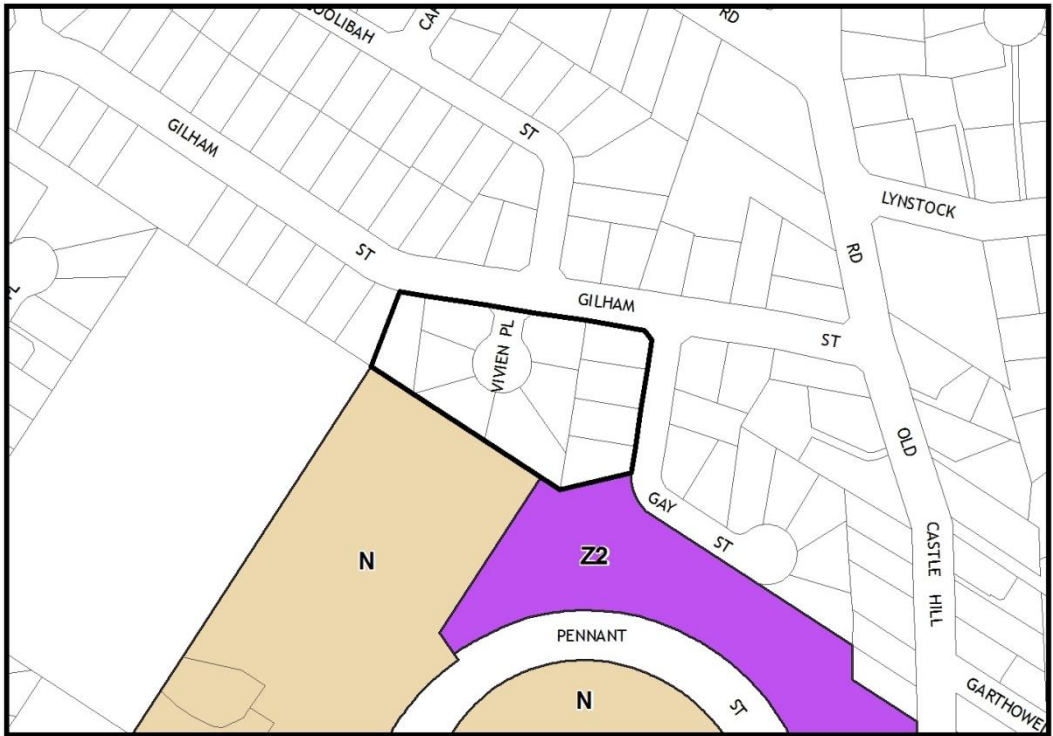 RD
ST
GILHAM
LYNSTOCK
ST
RD
GILHAM
VIVIEN PL
ST
OLD
GAY
ST
N
Z2
CASTLE HILL
PENNANT
N
ST